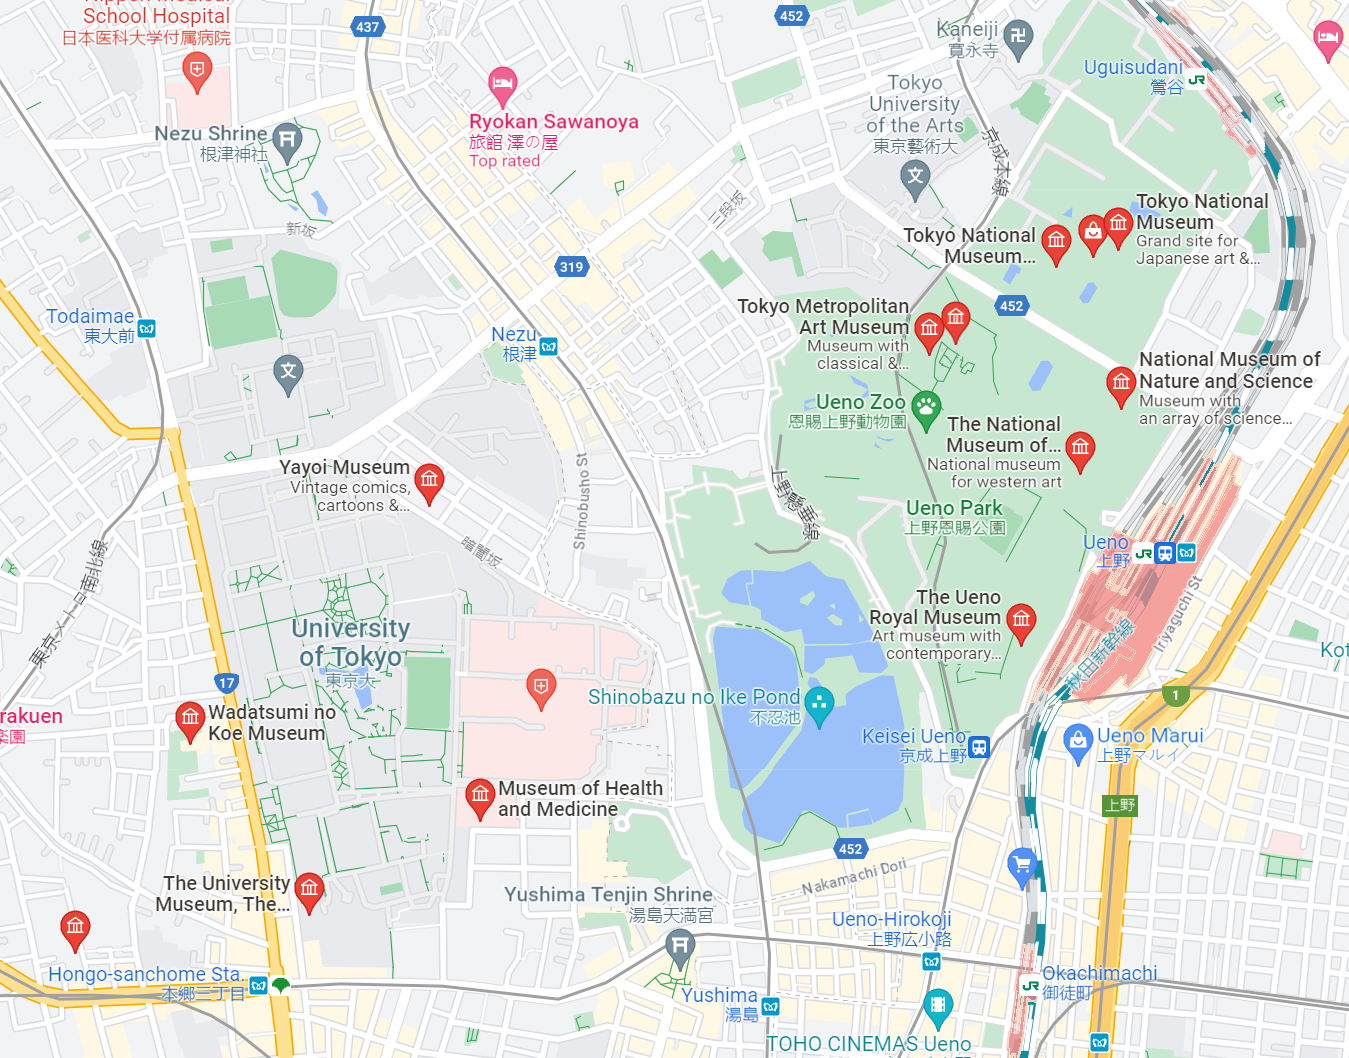 Nippon Medical
School Hospital
日本医科大学付属病院
437
452
Kaneiji
寛永寺
Uguisudani
鶯谷
JR
Tokyo
University
of the Arts
東京藝術大
文
京成本線
Ryokan Sawanoya
旅館 澤の屋
Top rated
Nezu Shrine
根津神社
新坂
三段坂
319
Tokyo National
Museum
Grand site for
Japanese art &...
Tokyo National
Museum...
452
Tokyo Metropolitan
Art Museum
Museum with
classical &...
Todaimae
東大前
Nezu
根津
文
National Museum of
Nature and Science
Museum with
an array of science...
Ueno Zoo
恩賜上野動物園
The National
Museum of...
National museum
for western art
Yayoi Museum
Vintage comics,
cartoons &...
Shinobusho St
上野懸垂線
Ueno Park
上野恩賜公園
暗闇坂
Ueno
上野
JR
東京メトロ南北線
Iriyaguchi St
The Ueno
Royal Museum
Art museum with
contemporary...
University
of Tokyo
東京大
秋田新幹線
Kot
17
1
Shinobazu no Ike Pond
不忍池
rakuen
楽園
Wadatsumi no
Koe Museum
Keisei Ueno
京成上野
Ueno Marui
上野マルイ
Museum of Health
and Medicine
上野
452
Nakamachi Dori
The University
Museum, The...
Yushima Tenjin Shrine
湯島天満宮
Ueno-Hirokoji
上野広小路
Hongo-sanchome Sta.
本郷三丁目
Yushima
湯島
Okachimachi
御徒町
JR
TOHO CINEMAS Ueno